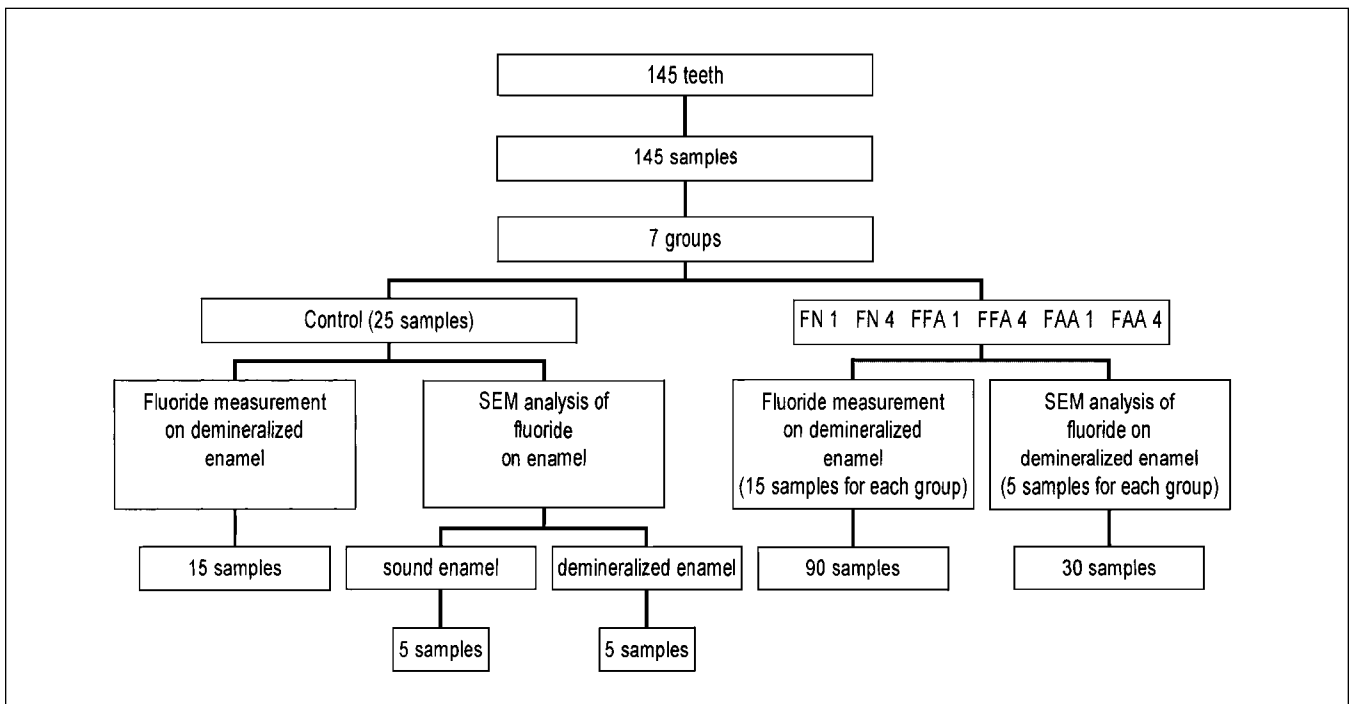 145 teeth
145 samples
7 groups
Control (25 samples)
FN 1 FN 4 FFA 1 FFA 4 FAA 1 FAA 4
Fluoride measurement
on demineralized
enamel
SEM analysis of
fluoride
on enamel
Fluoride measurement
on demineralized
enamel
(15 samples for each group)
SEM analysis of
fluoride on
demineralized enamel
(5 samples for each group)
15 samples
sound enamel
demineralized enamel
90 samples
30 samples
5 samples
5 samples